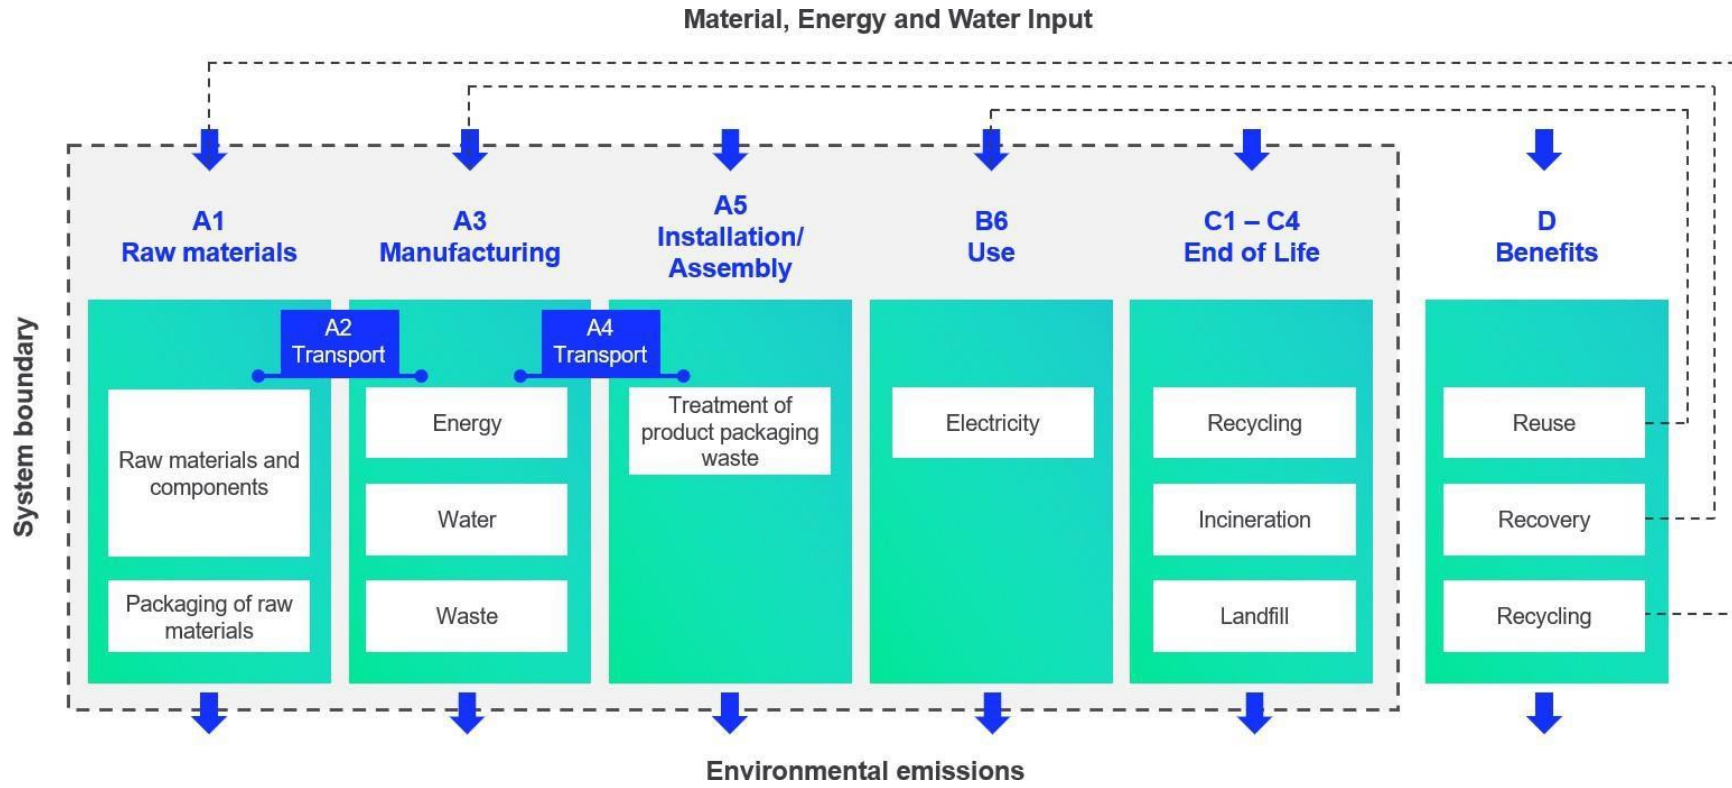 Material, Energy and Water Input
System boundary
A1
Raw materials
A3
Manufacturing
A5
Installation/
Assembly
B6
Use
C1 – C4
End of Life
D
Benefits
A2
Transport
A4
Transport
Raw materials and
components
Packaging of raw
materials
Energy
Water
Waste
Treatment of
product packaging
waste
Electricity
Recycling
Incineration
Landfill
Reuse
Recovery
Recycling
Environmental emissions